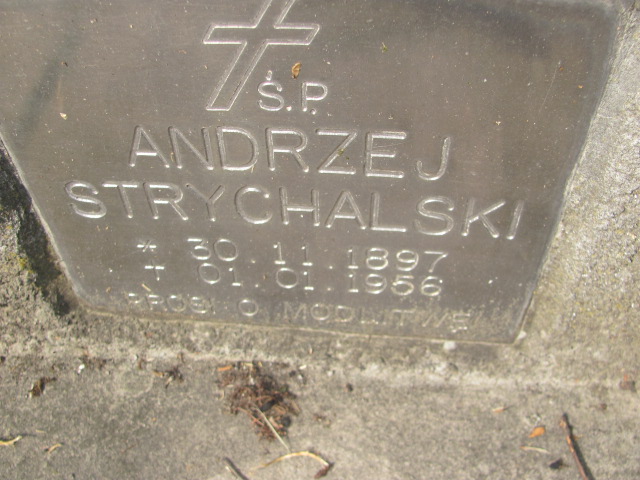 Ś.P.
ANDRZEJ
STRYCHALSKI
* 30.11.1897
† 01.01.1956
PROSI O MODLITWĘ